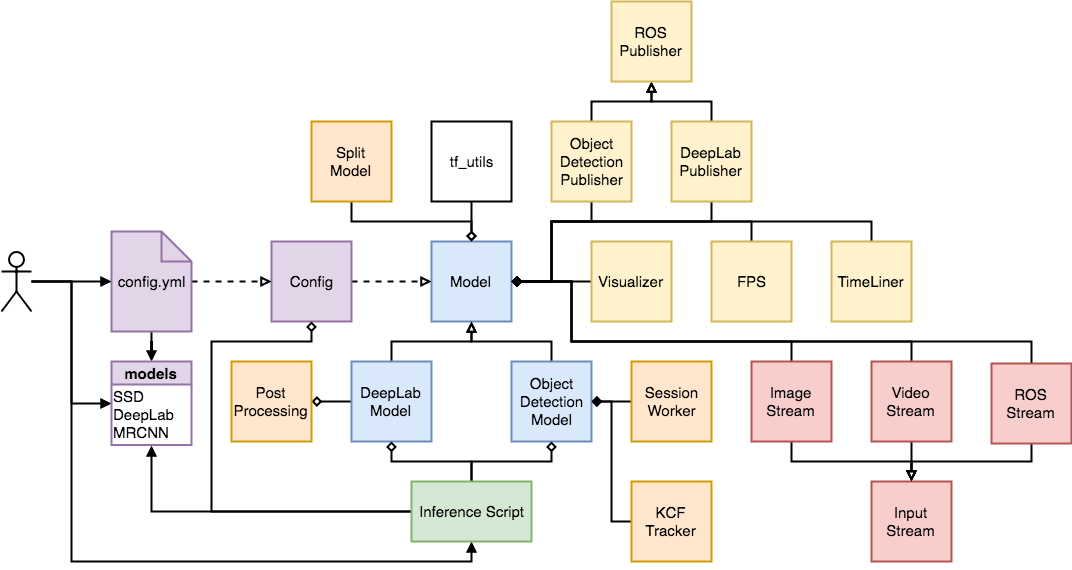 ROS
Publisher
Split
Model
tf_utils
Object
Detection
Publisher
DeepLab
Publisher
config.yml
Config
Model
Visualizer
FPS
TimeLiner
models
SSD
DeepLab
MRCNN
Post
Processing
DeepLab
Model
Object
Detection
Model
Session
Worker
Image
Stream
Video
Stream
ROS
Stream
Inference Script
KCF
Tracker
Input
Stream